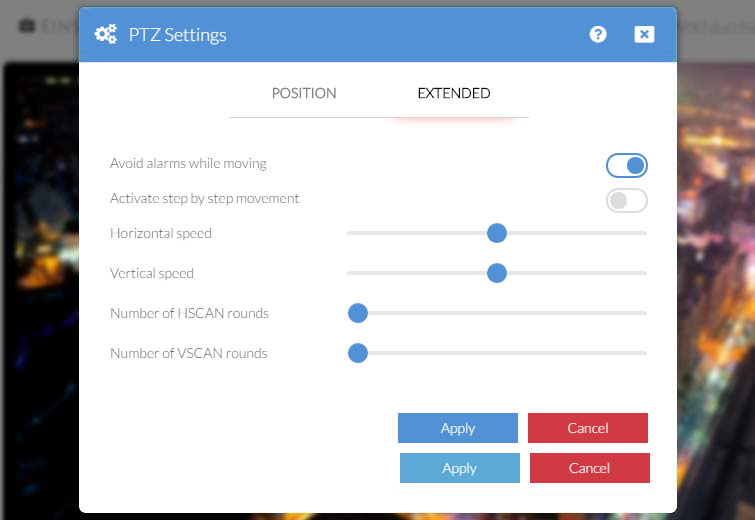 PTZ Settings
POSITION EXTENDED
Avoid alarms while moving
Activate step by step movement
Horizontal speed
Vertical speed
Number of HSCAN rounds
Number of VSCAN rounds
Apply Cancel
Apply Cancel